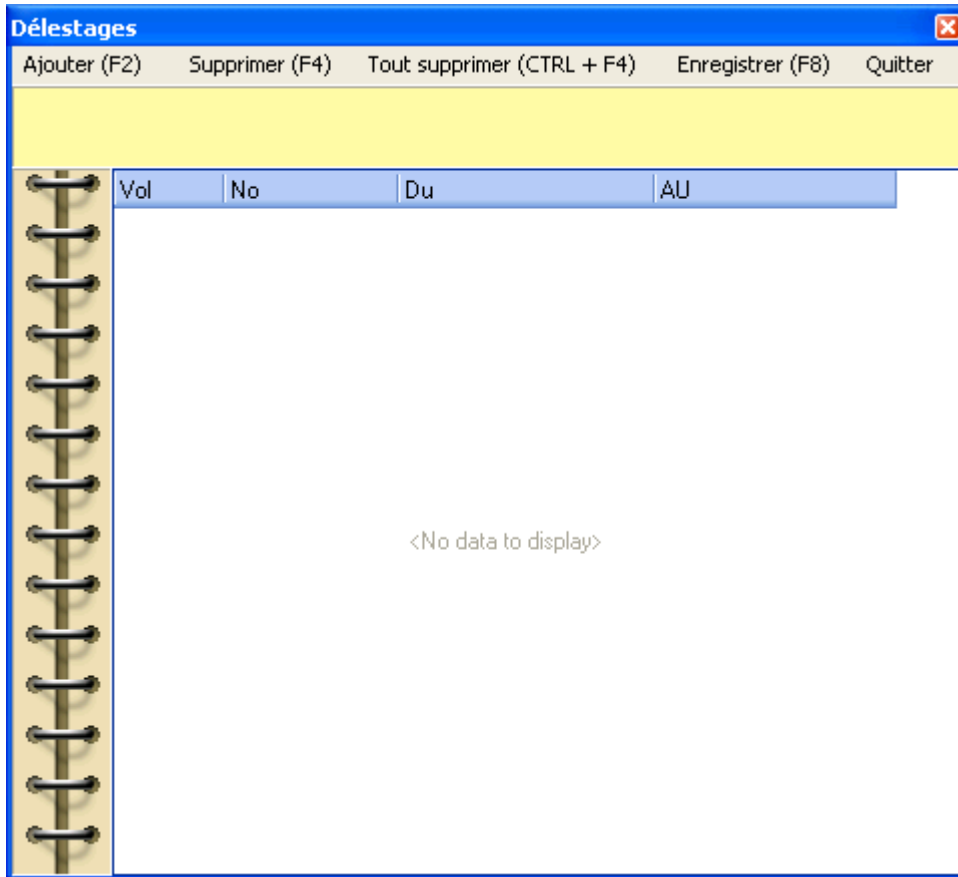 Délestages
Ajouter (F2) Supprimer (F4) Tout supprimer (CTRL + F4) Enregistrer (F8) Quitter
Vol No Du AU
<No data to display>